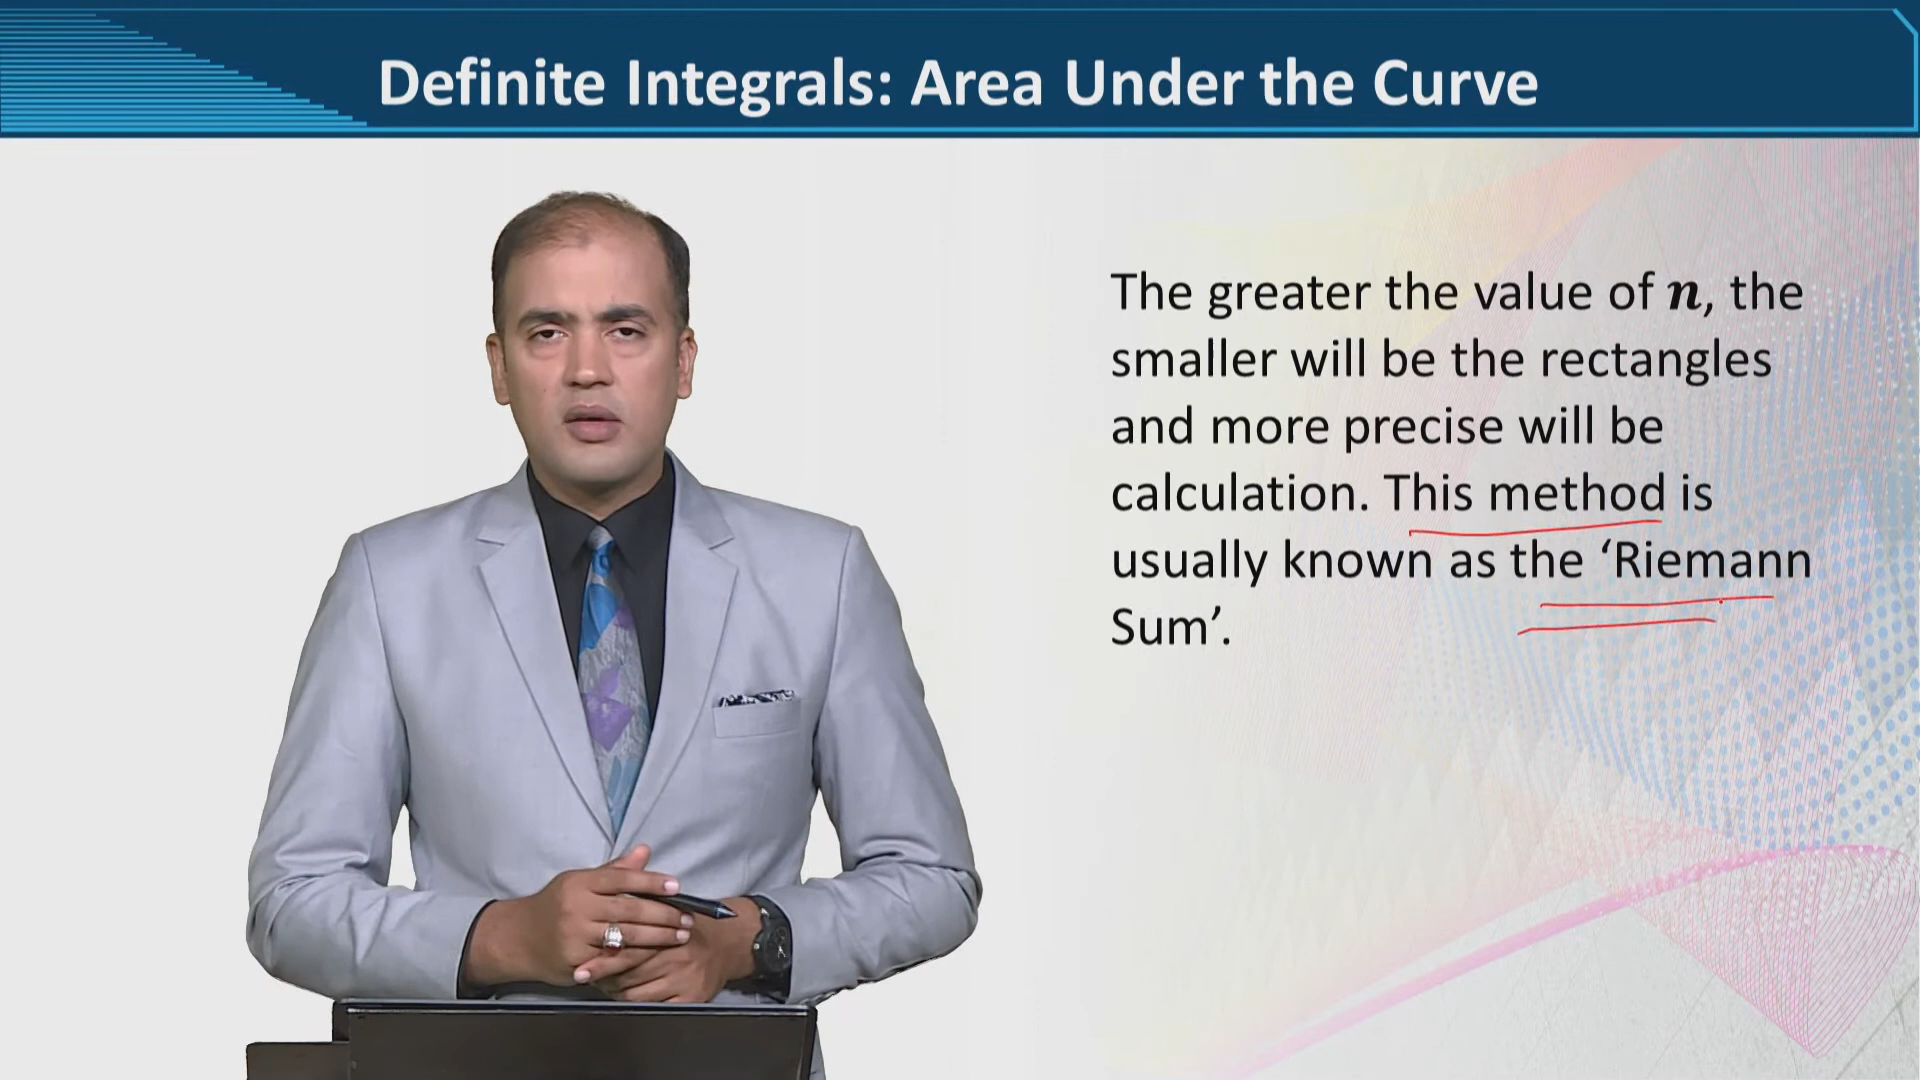 Definite Integrals: Area Under the Curve
The greater the value of n, the
smaller will be the rectangles
and more precise will be
calculation. This method is
usually known as the ‘Riemann
Sum’.